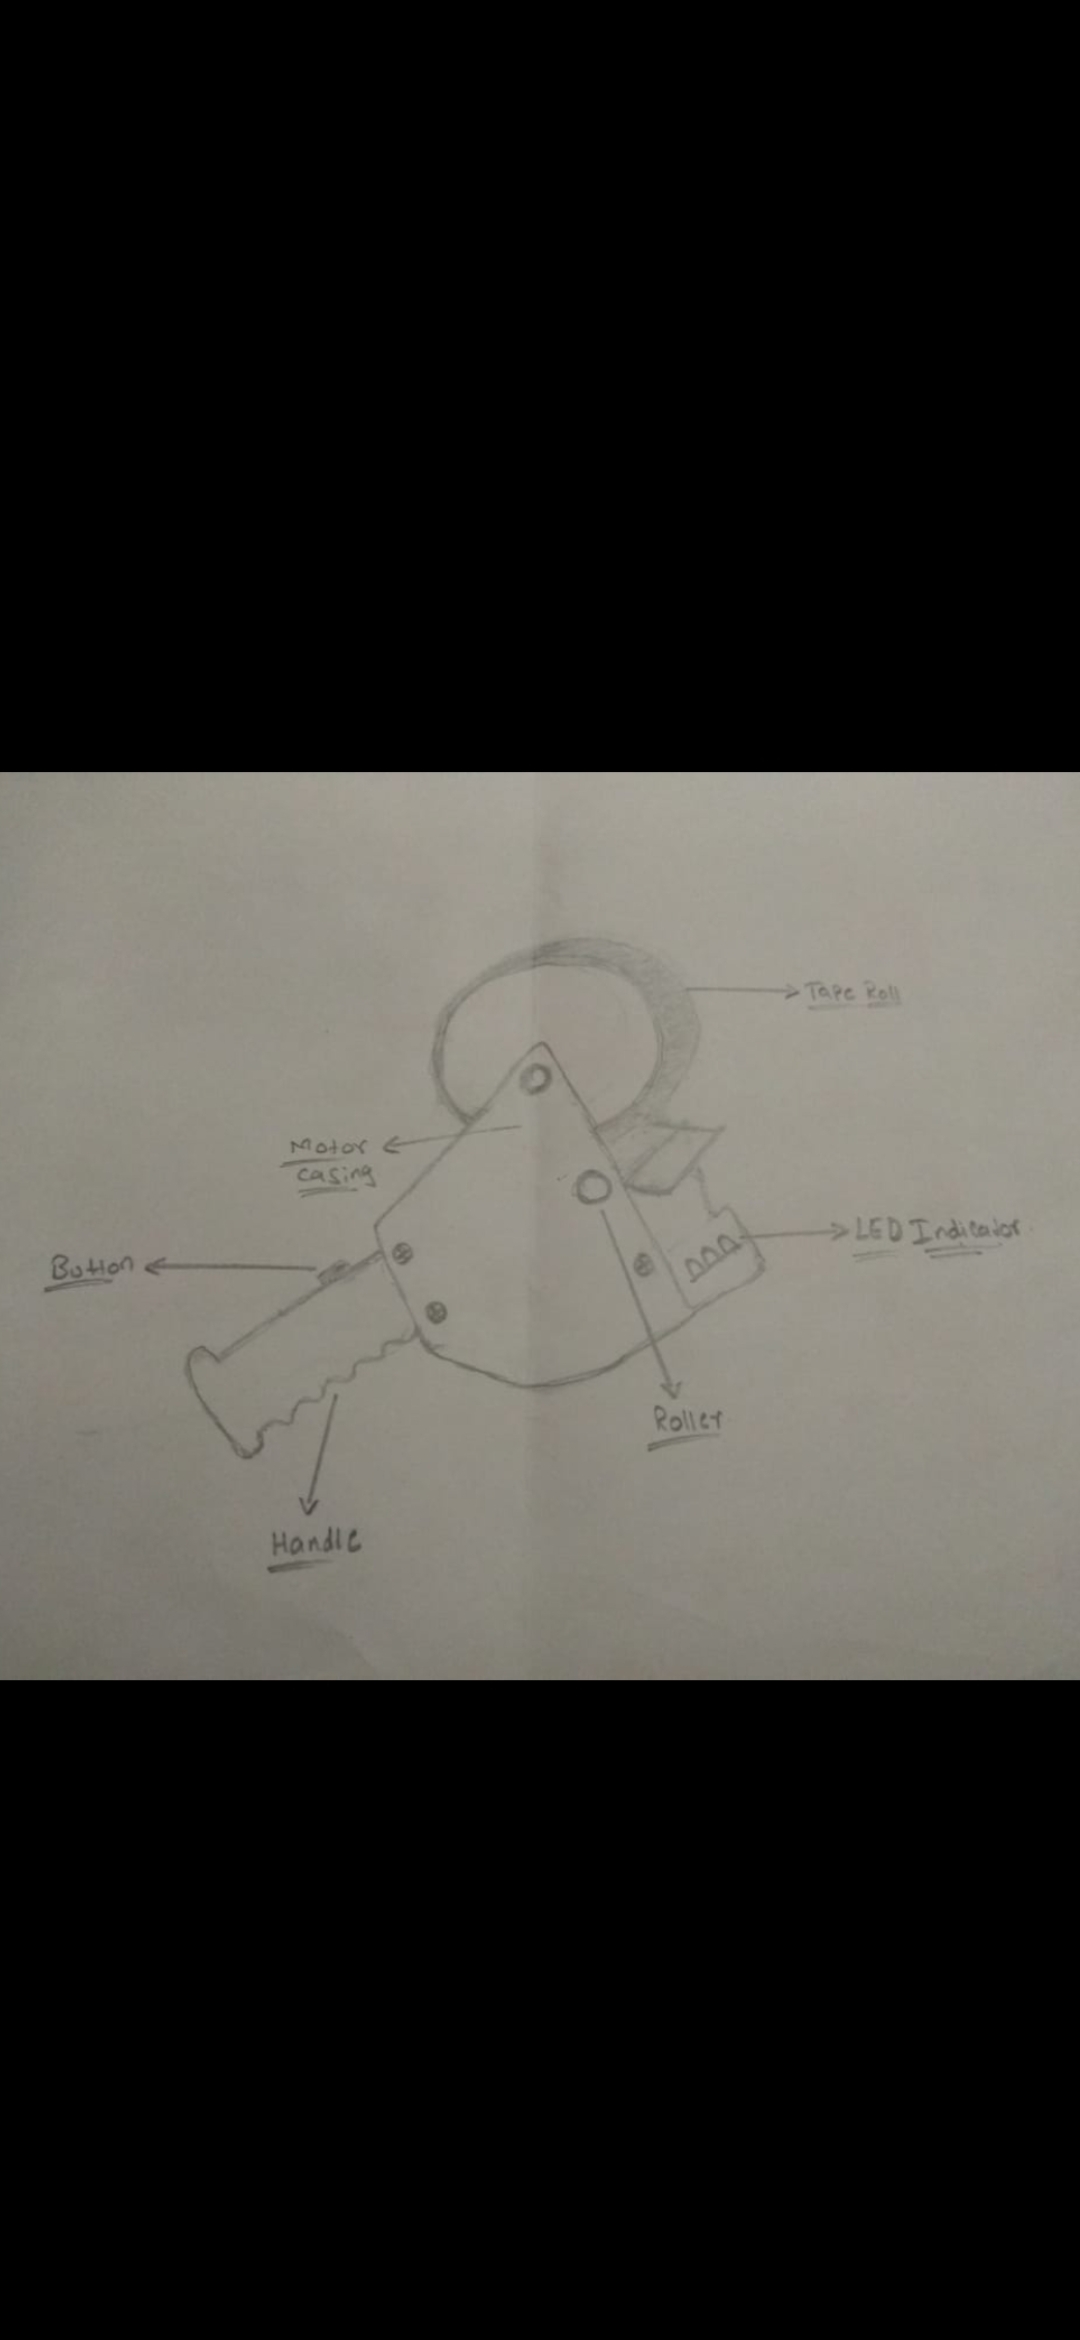 Tape Roll
Motor
casing
LED Indicator
Button
Roller
Handle